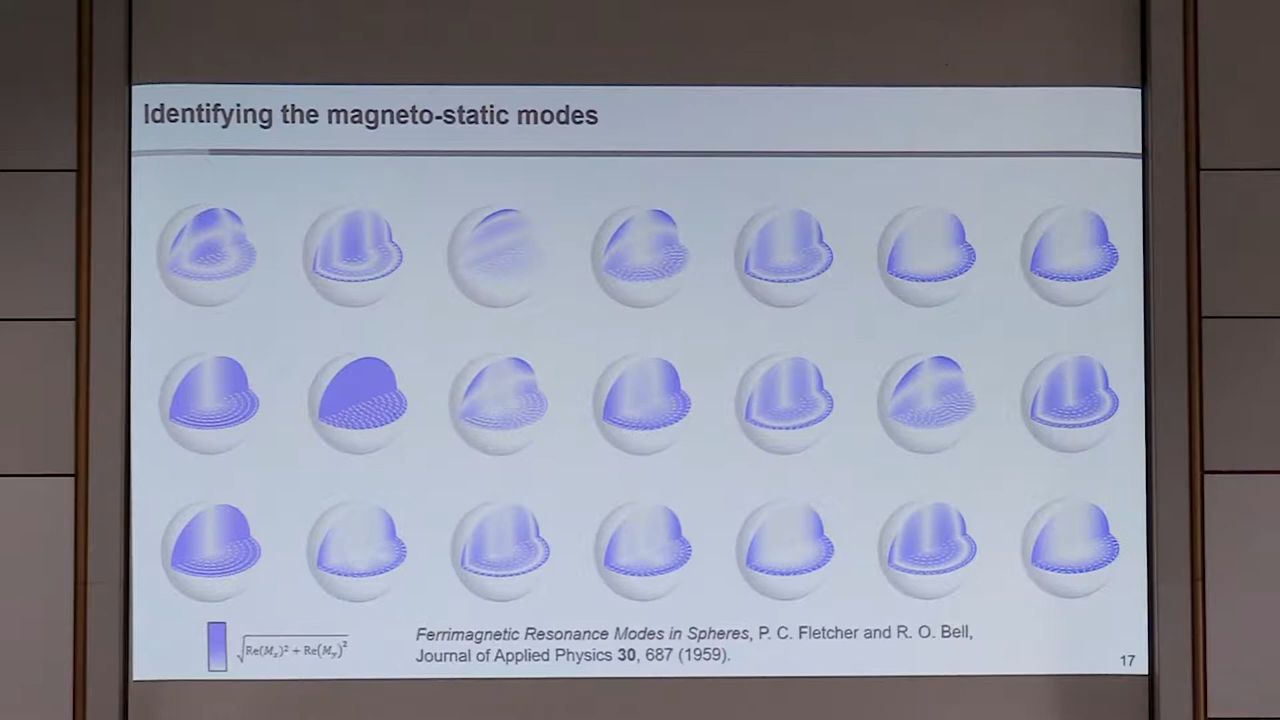 Identifying the magneto-static modes
√Re(Mₓ)² + Re(Mᵧ)²
Ferrimagnetic Resonance Modes in Spheres, P. C. Fletcher and R. O. Bell,
Journal of Applied Physics 30, 687 (1959).
17